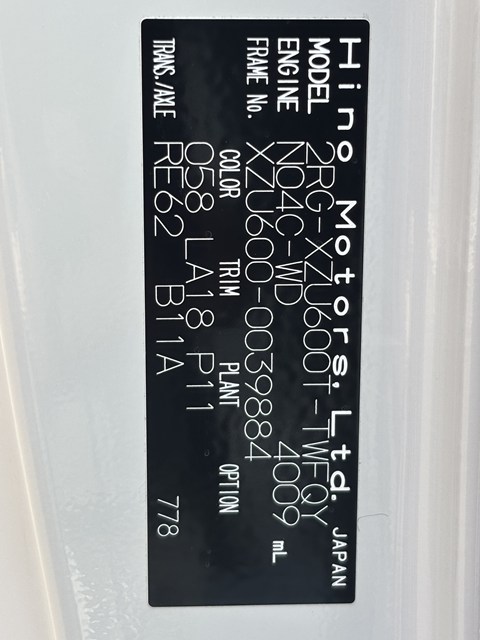 Hino Motors, Ltd. JAPAN
MODEL 2RG-XZU600T-TWFQY
ENGINE N04C-WD 4009 mL
FRAME No. XZU600-0039884
COLOR TRIM PLANT OPTION
058 LA18 P11
TRANS./AXLE RE62 B11A 778